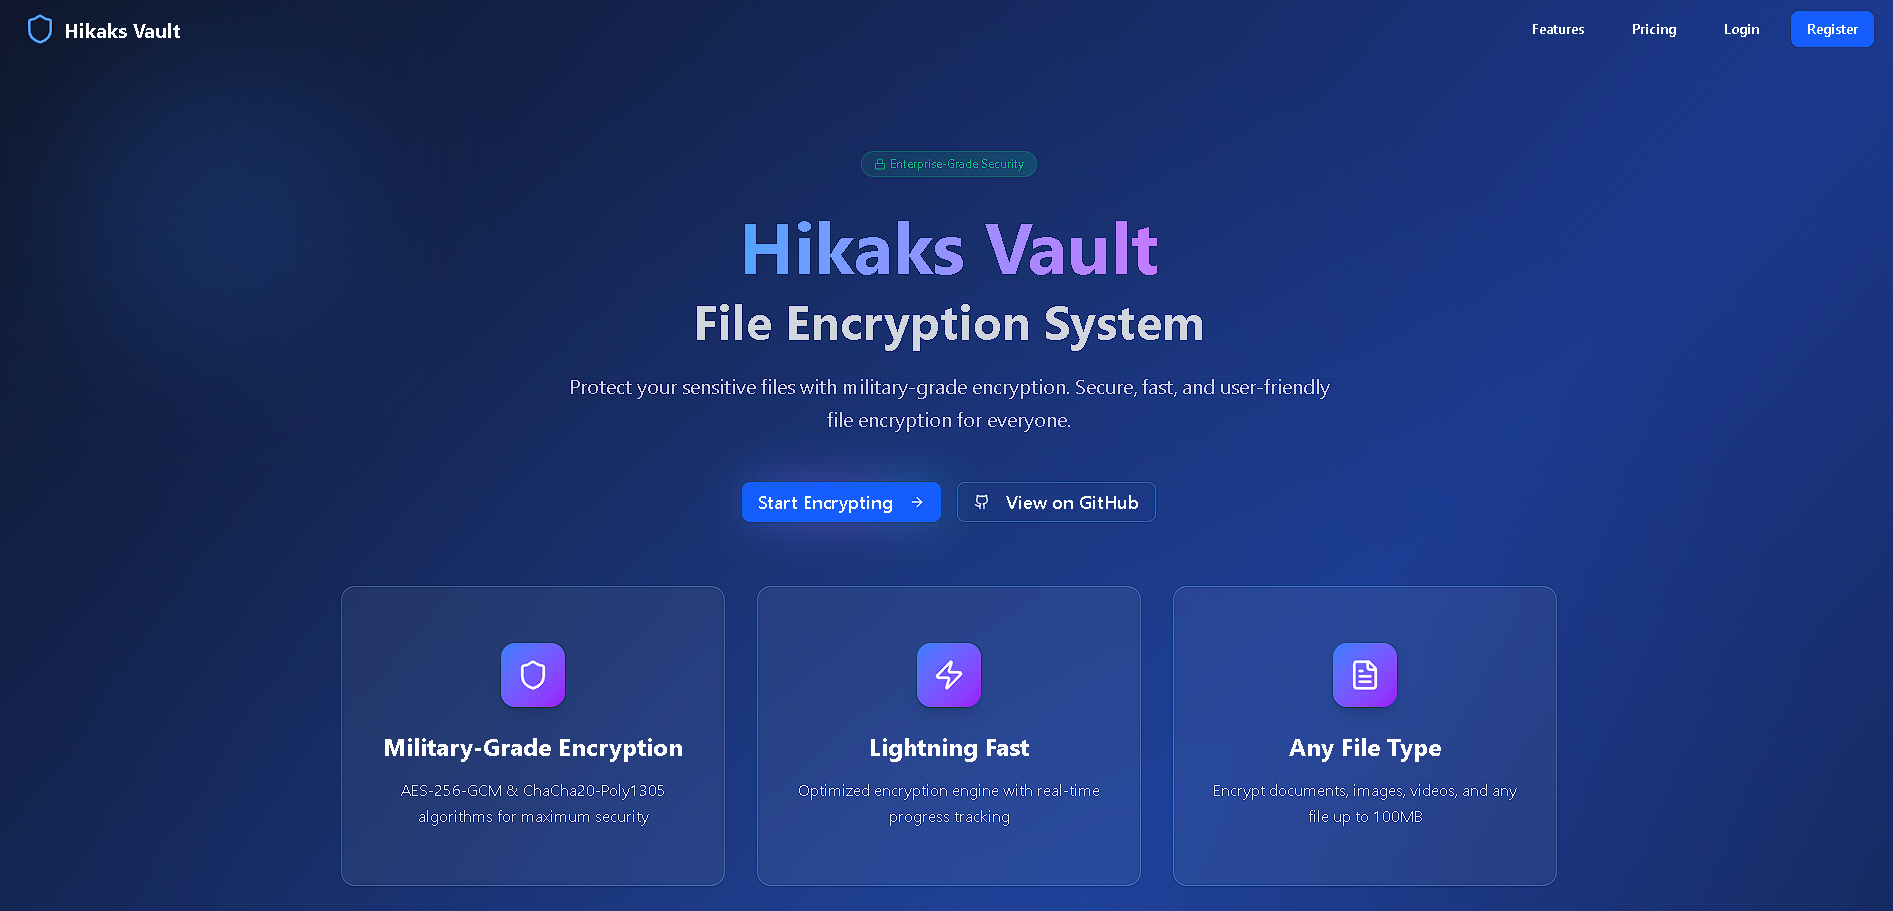 Hikaks Vault
Features
Pricing
Login
Register
Enterprise-Grade Security
Hikaks Vault
File Encryption System
Protect your sensitive files with military-grade encryption. Secure, fast, and user-friendly
file encryption for everyone.
Start Encrypting
View on GitHub
Military-Grade Encryption
AES-256-GCM & ChaCha20-Poly1305
algorithms for maximum security
Lightning Fast
Optimized encryption engine with real-time
progress tracking
Any File Type
Encrypt documents, images, videos, and any
file up to 100MB